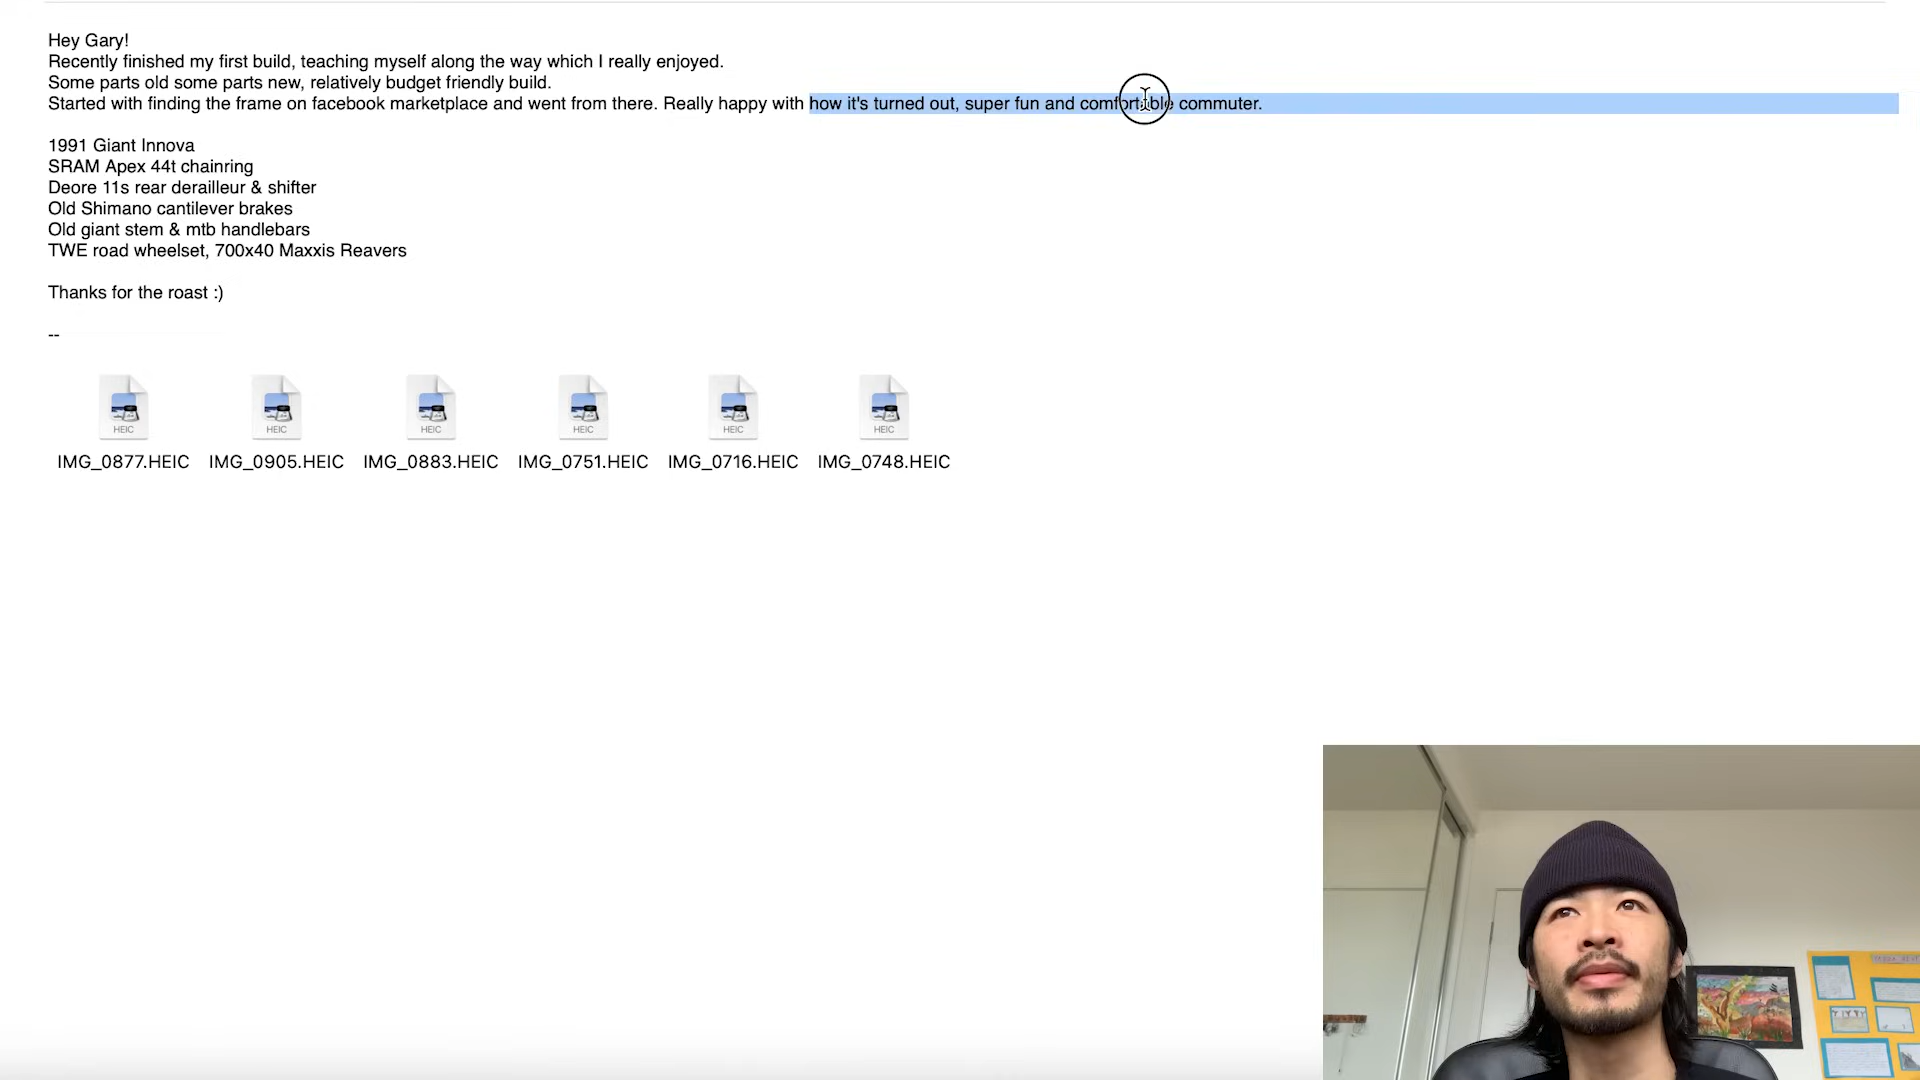 Hey Gary!
Recently finished my first build, teaching myself along the way which I really enjoyed.
Some parts old some parts new, relatively budget friendly build.
Started with finding the frame on facebook marketplace and went from there. Really happy with how it's turned out, super fun and comfortable commuter.
1991 Giant Innova
SRAM Apex 44t chainring
Deore 11s rear derailleur & shifter
Old Shimano cantilever brakes
Old giant stem & mtb handlebars
TWE road wheelset, 700x40 Maxxis Reavers
Thanks for the roast :)
--
HEIC HEIC HEIC HEIC HEIC HEIC
IMG_0877.HEIC IMG_0905.HEIC IMG_0883.HEIC IMG_0751.HEIC IMG_0716.HEIC IMG_0748.HEIC